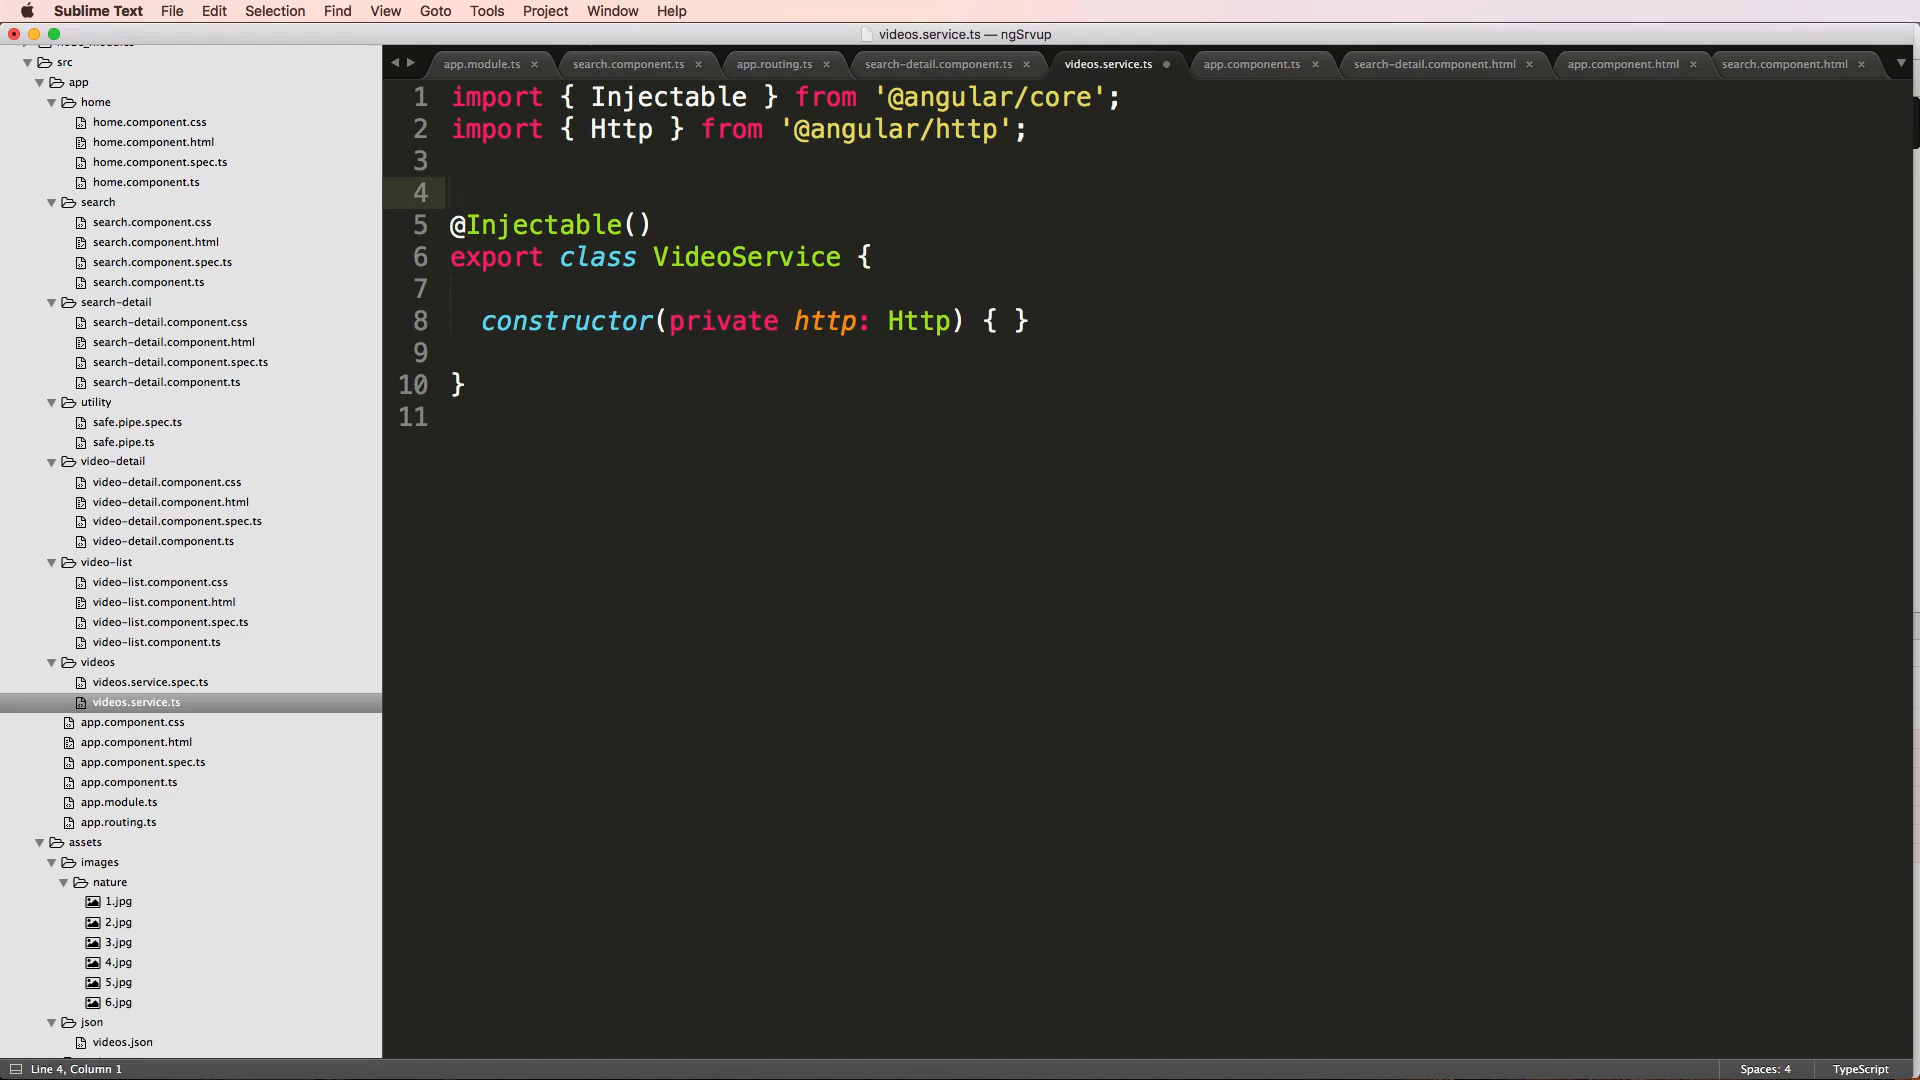 Sublime Text File Edit Selection Find View Goto Tools Project Window Help
videos.service.ts — ngSrvup
app.module.ts × search.component.ts × app.routing.ts × search-detail.component.ts × videos.service.ts app.component.ts × search-detail.component.html × app.component.html × search.component.html ×
src
app
home
home.component.css
home.component.html
home.component.spec.ts
home.component.ts
search
search.component.css
search.component.html
search.component.spec.ts
search.component.ts
search-detail
search-detail.component.css
search-detail.component.html
search-detail.component.spec.ts
search-detail.component.ts
utility
safe.pipe.spec.ts
safe.pipe.ts
video-detail
video-detail.component.css
video-detail.component.html
video-detail.component.spec.ts
video-detail.component.ts
video-list
video-list.component.css
video-list.component.html
video-list.component.spec.ts
video-list.component.ts
videos
videos.service.spec.ts
videos.service.ts
app.component.css
app.component.html
app.component.spec.ts
app.component.ts
app.module.ts
app.routing.ts
assets
images
nature
1.jpg
2.jpg
3.jpg
4.jpg
5.jpg
6.jpg
json
videos.json
1 import { Injectable } from '@angular/core';
2 import { Http } from '@angular/http';
3
4
5 @Injectable()
6 export class VideoService {
7
8 constructor(private http: Http) { }
9
10 }
11
Line 4, Column 1 Spaces: 4 TypeScript